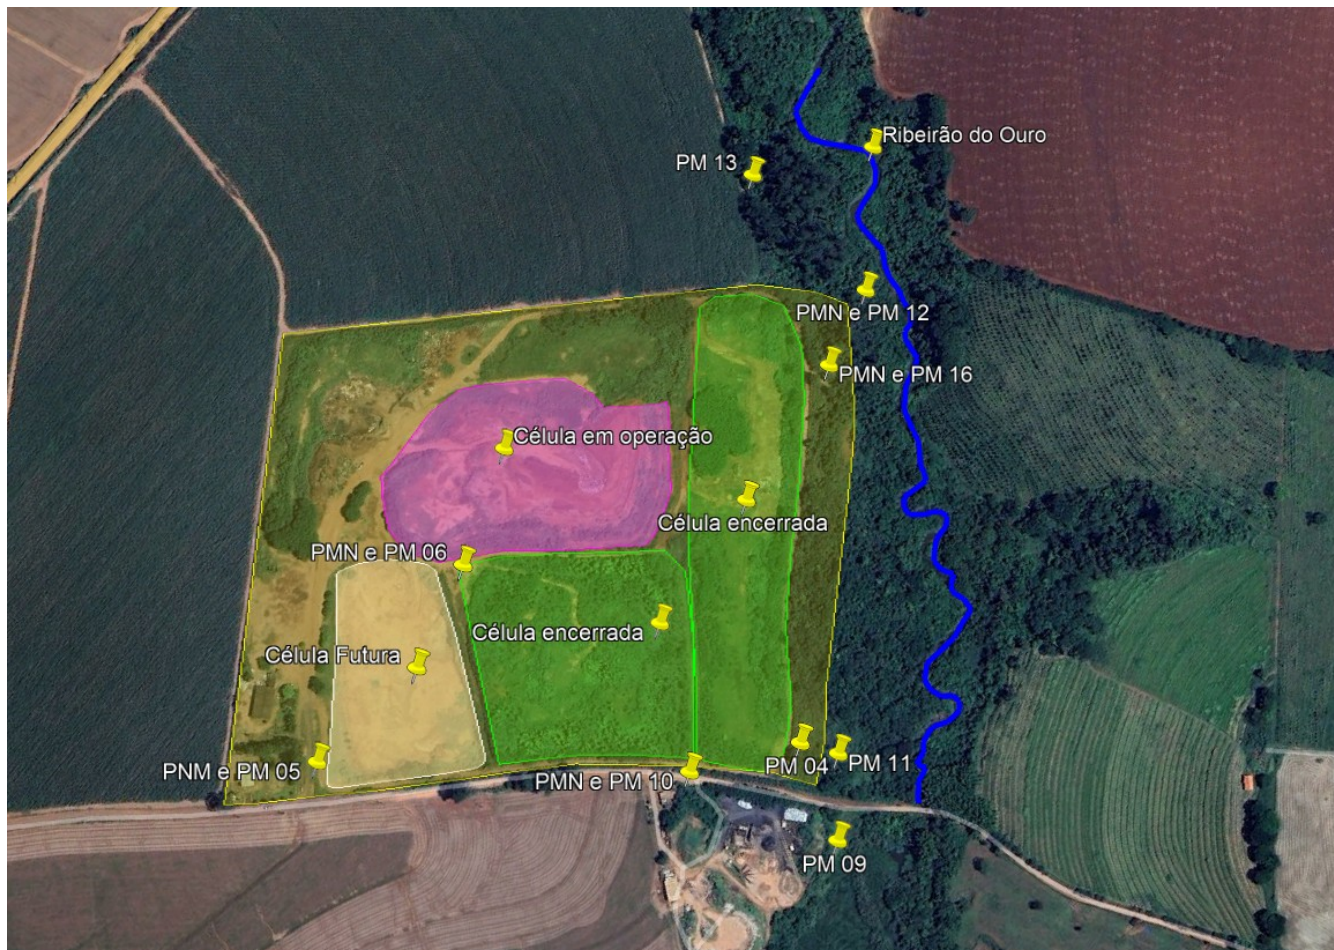 Ribeirão do Ouro
PM 13
PMN e PM 12
PMN e PM 16
Célula em operação
Célula encerrada
PMN e PM 06
Célula encerrada
Célula Futura
PNM e PM 05
PMN e PM 10
PM 04
PM 11
PM 09